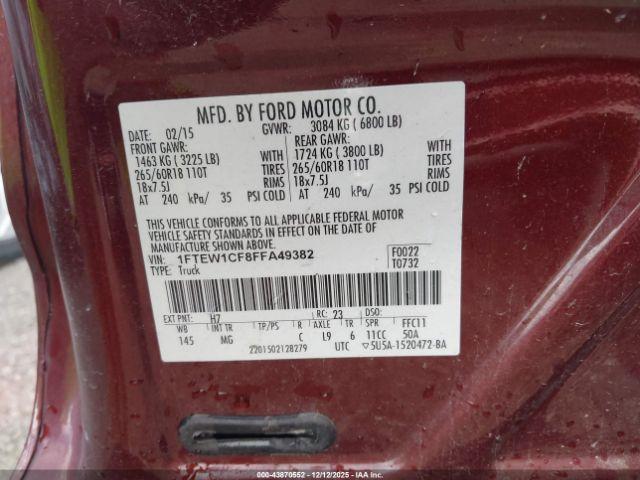 MFD. BY FORD MOTOR CO.
DATE: 02/15 GVWR: 3084 KG ( 6800 LB)
FRONT GAWR: REAR GAWR:
1463 KG ( 3225 LB) WITH 1724 KG ( 3800 LB) WITH
265/60R18 110T TIRES 265/60R18 110T TIRES
18x7.5J RIMS 18x7.5J RIMS
AT 240 kPa/ 35 PSI COLD AT 240 kPa/ 35 PSI COLD
THIS VEHICLE CONFORMS TO ALL APPLICABLE FEDERAL MOTOR
VEHICLE SAFETY STANDARDS IN EFFECT ON THE DATE OF
MANUFACTURE SHOWN ABOVE.
VIN: 1FTEW1CF8FFA49382 F0022
TYPE: Truck T0732
EXT PNT: H7 RC: 23 DSO:
WB INT TR TP/PS R AXLE TR SPR FFC11
145 MG C L9 6 11CC 50A
2201502128279 UTC ▽5U5A-1520472-BA
© 43870552 - 12/12/2025 - IAAI.COM